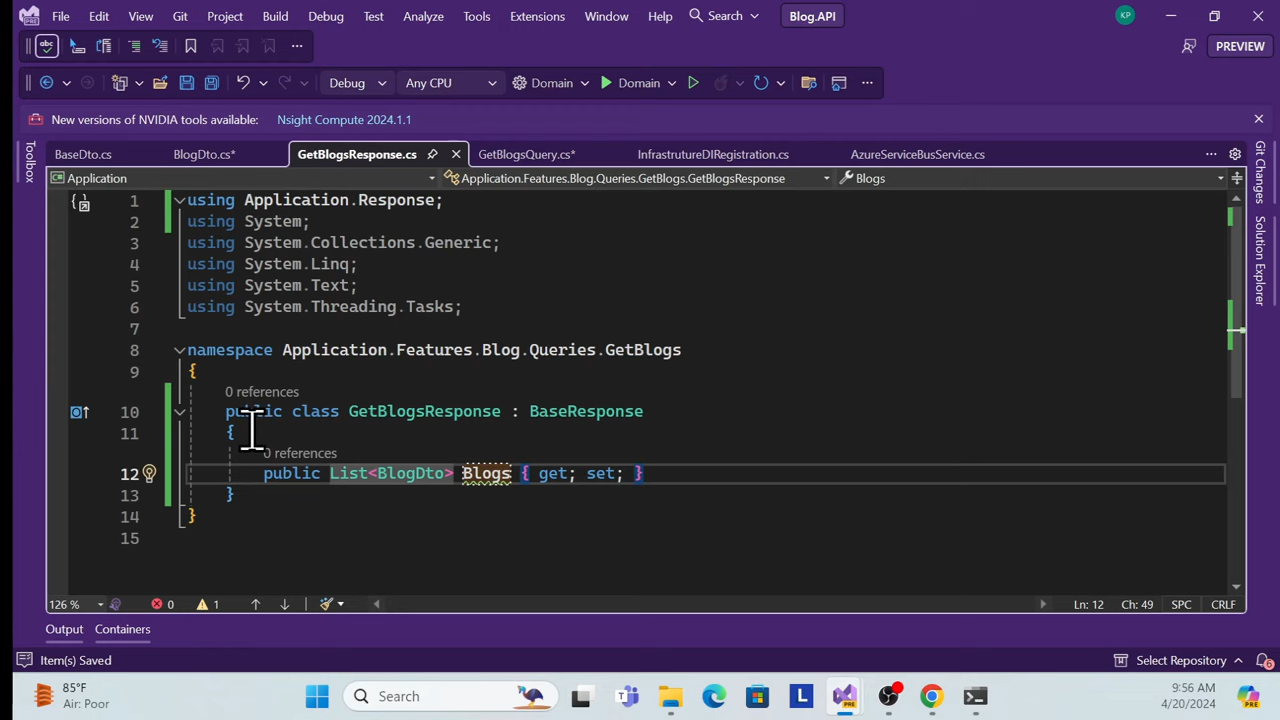 File Edit View Git Project Build Debug Test Analyze Tools Extensions Window Help Search Blog.API KP
abc PREVIEW
Debug Any CPU Domain Domain
New versions of NVIDIA tools available: Nsight Compute 2024.1.1
Toolbox
Git Changes
Solution Explorer
BaseDto.cs BlogDto.cs* GetBlogsResponse.cs GetBlogsQuery.cs* InfrastrutureDIRegistration.cs AzureServiceBusService.cs
Application Application.Features.Blog.Queries.GetBlogs.GetBlogsResponse Blogs
1 using Application.Response;
2 using System;
3 using System.Collections.Generic;
4 using System.Linq;
5 using System.Text;
6 using System.Threading.Tasks;
7
8 namespace Application.Features.Blog.Queries.GetBlogs
9 {
0 references
10 public class GetBlogsResponse : BaseResponse
11 {
0 references
12 public List<BlogDto> Blogs { get; set; }
13 }
14 }
15
126 % 0 1 Ln: 12 Ch: 49 SPC CRLF
Output Containers
Item(s) Saved Select Repository 6
85°F
Air: Poor
Search
PRE
L
PRE
9:56 AM
4/20/2024